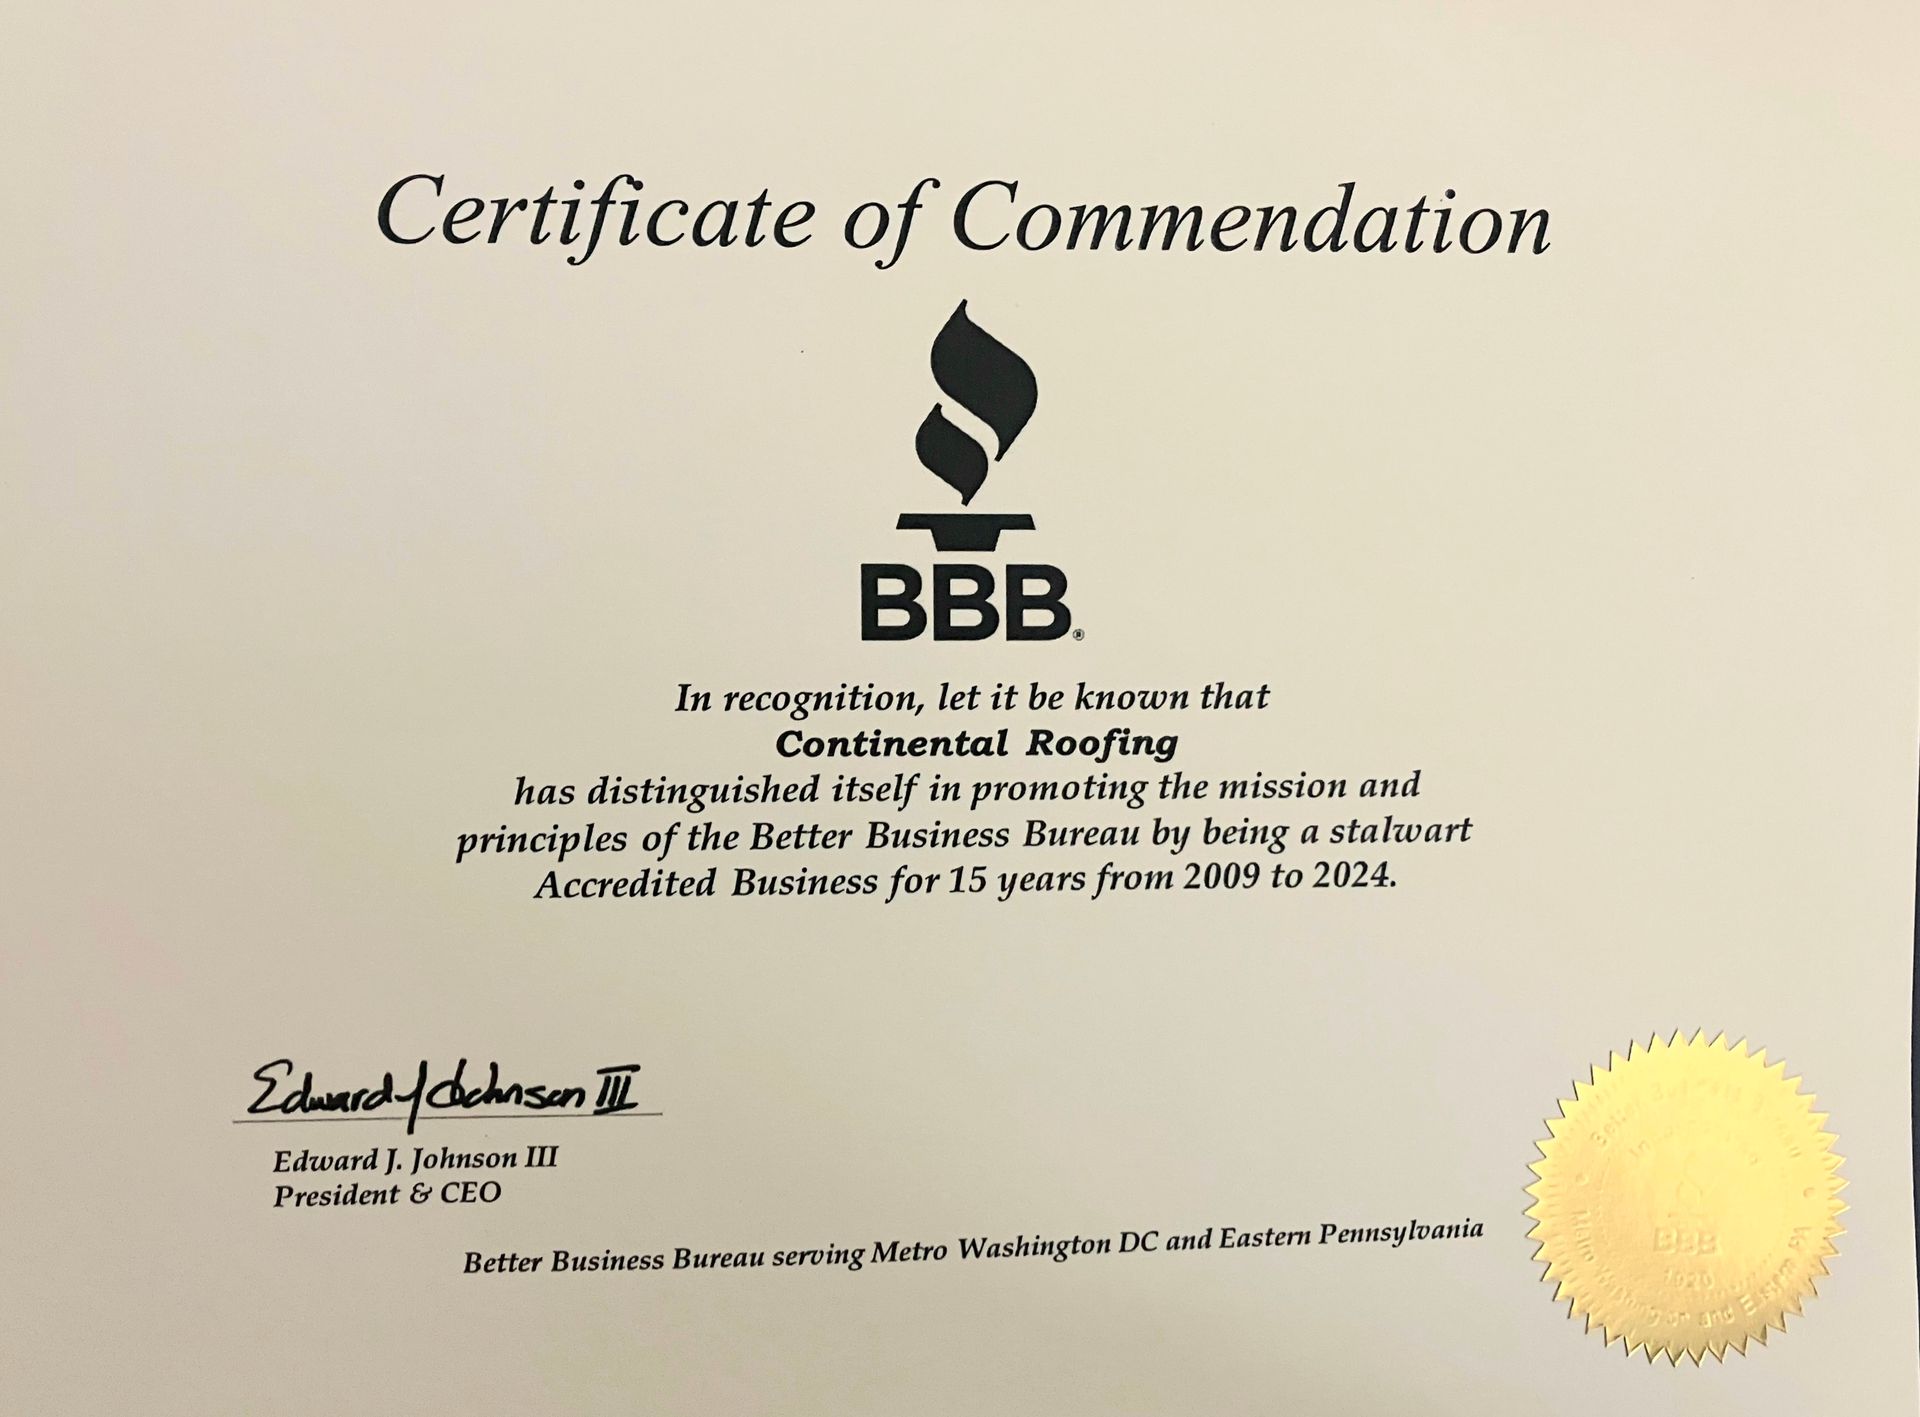 Certificate of Commendation
BBB®
In recognition, let it be known that
Continental Roofing
has distinguished itself in promoting the mission and
principles of the Better Business Bureau by being a stalwart
Accredited Business for 15 years from 2009 to 2024.
Edward J Johnson III
Edward J. Johnson III
President & CEO
Better Business Bureau serving Metro Washington DC and Eastern Pennsylvania
BBB
1920